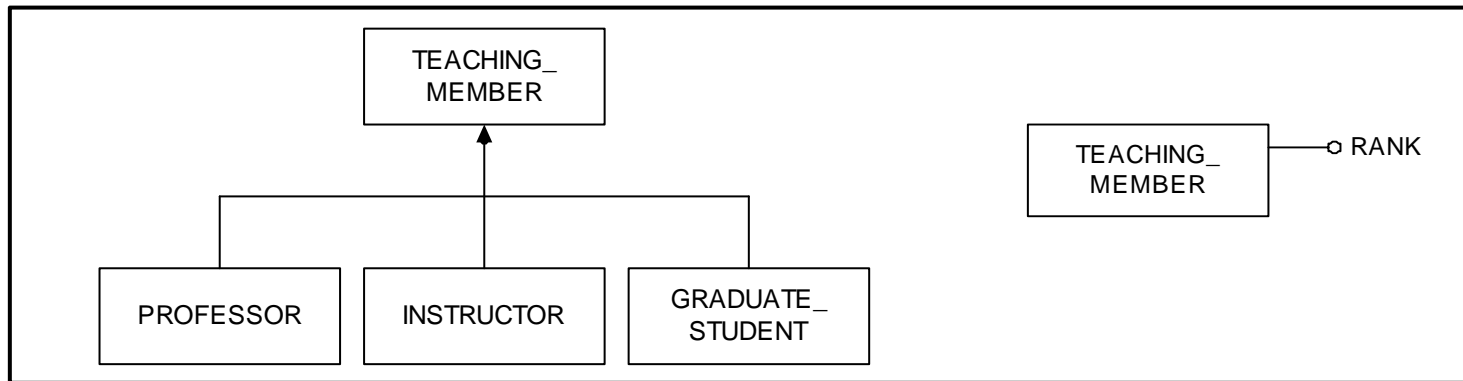 TEACHING_
MEMBER
TEACHING_
MEMBER
RANK
PROFESSOR
INSTRUCTOR
GRADUATE_
STUDENT